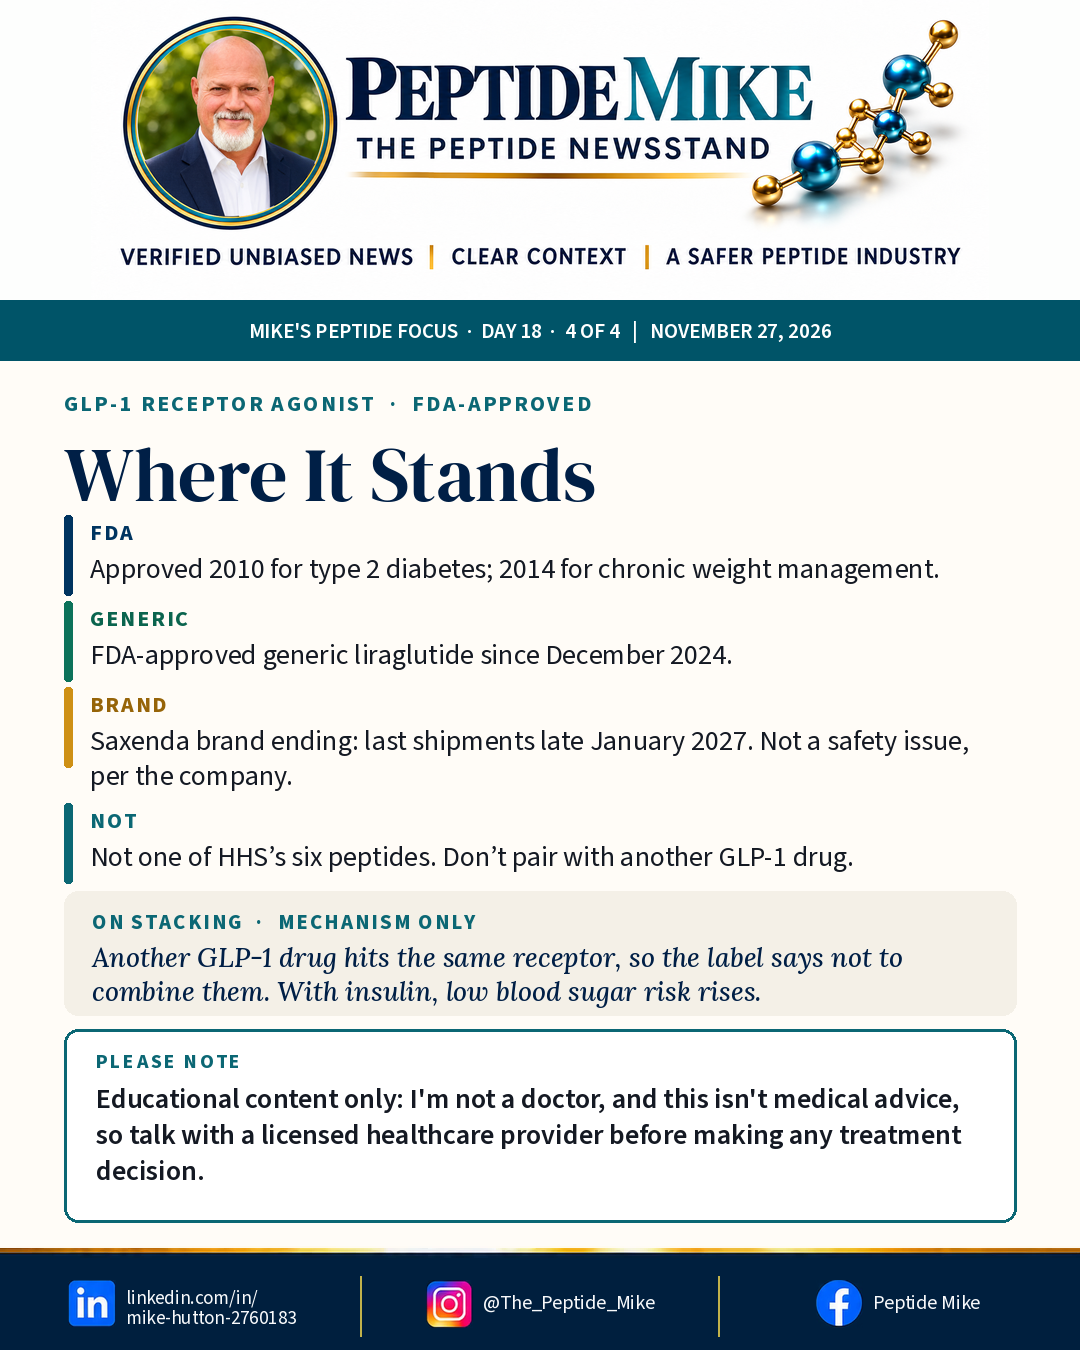 PEPTIDEMIKE
THE PEPTIDE NEWSSTAND
VERIFIED UNBIASED NEWS | CLEAR CONTEXT | A SAFER PEPTIDE INDUSTRY
MIKE'S PEPTIDE FOCUS · DAY 18 · 4 OF 4 | NOVEMBER 27, 2026
GLP-1 RECEPTOR AGONIST · FDA-APPROVED
Where It Stands
FDA
Approved 2010 for type 2 diabetes; 2014 for chronic weight management.
GENERIC
FDA-approved generic liraglutide since December 2024.
BRAND
Saxenda brand ending: last shipments late January 2027. Not a safety issue,
per the company.
NOT
Not one of HHS’s six peptides. Don’t pair with another GLP-1 drug.
ON STACKING · MECHANISM ONLY
Another GLP-1 drug hits the same receptor, so the label says not to
combine them. With insulin, low blood sugar risk rises.
PLEASE NOTE
Educational content only: I'm not a doctor, and this isn't medical advice,
so talk with a licensed healthcare provider before making any treatment
decision.
linkedin.com/in/
mike-hutton-2760183
@The_Peptide_Mike
Peptide Mike